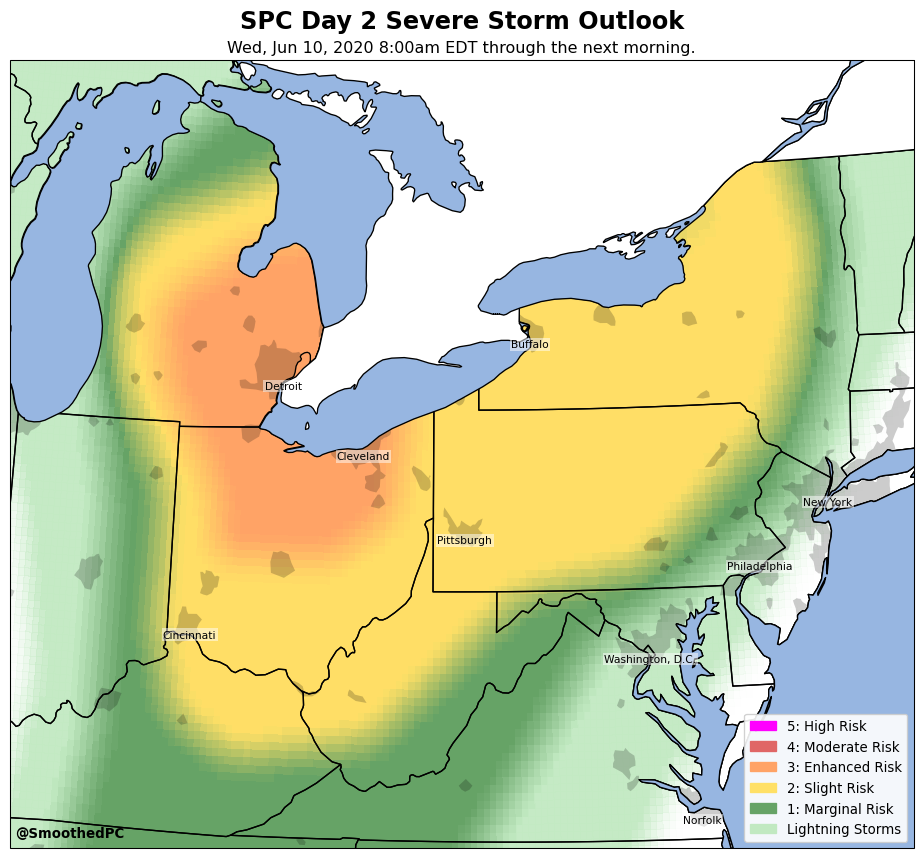 SPC Day 2 Severe Storm Outlook
Wed, Jun 10, 2020 8:00am EDT through the next morning.
Buffalo
Detroit
Cleveland
New York
Pittsburgh
Philadelphia
Cincinnati
Washington, D.C.
Norfolk
5: High Risk
4: Moderate Risk
3: Enhanced Risk
2: Slight Risk
1: Marginal Risk
Lightning Storms
@SmoothedPC